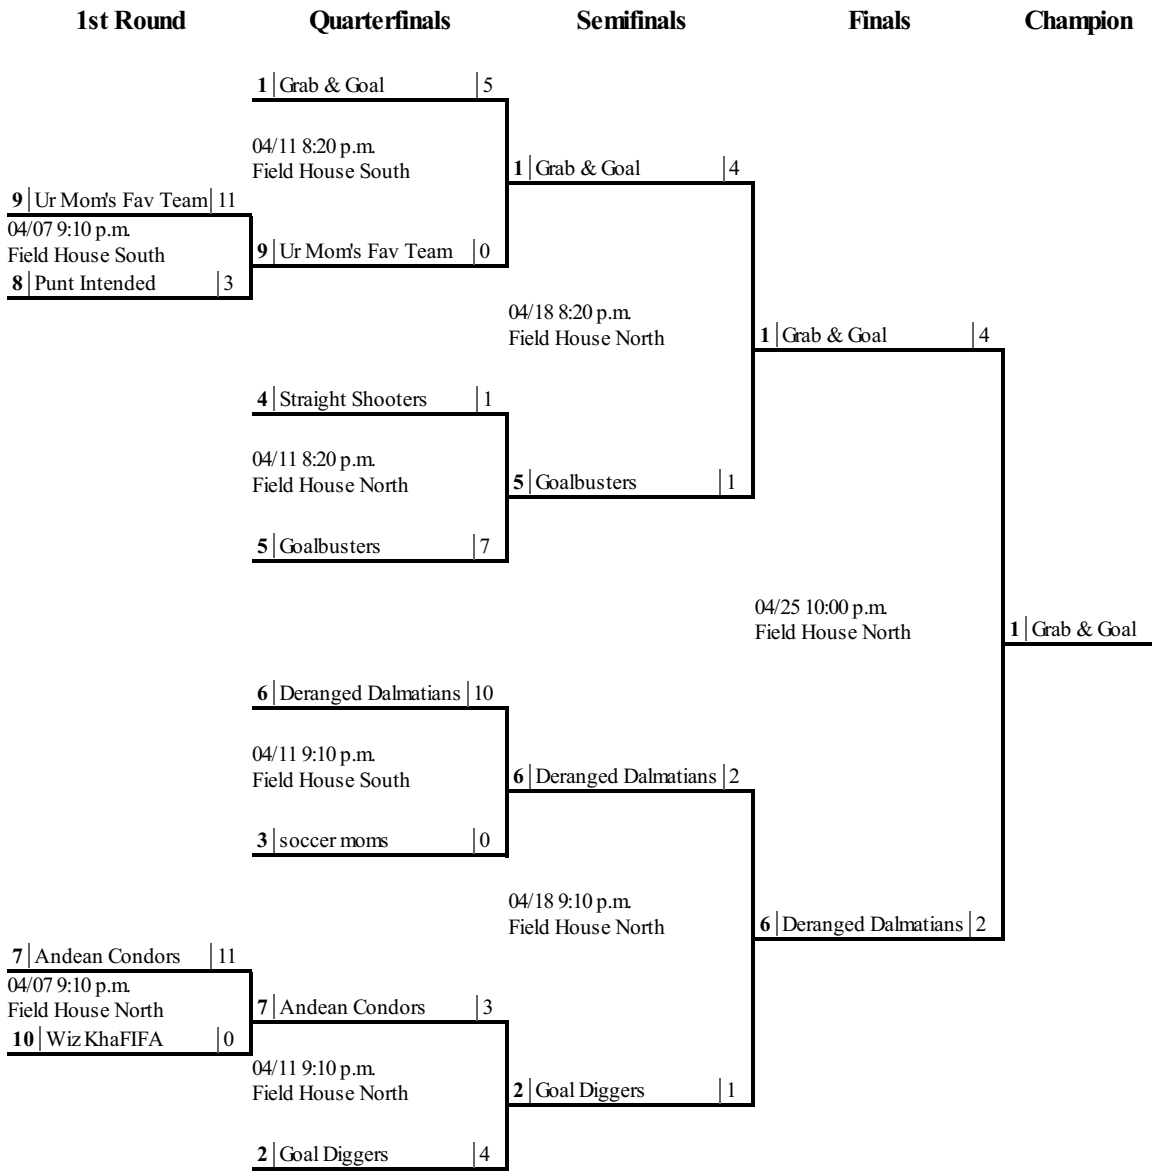 1st Round Quarterfinals Semifinals Finals Champion
1 Grab & Goal 5
04/11 8:20 p.m.
Field House South
1 Grab & Goal 4
9 Ur Mom's Fav Team 11
04/07 9:10 p.m.
Field House South
8 Punt Intended 3
9 Ur Mom's Fav Team 0
04/18 8:20 p.m.
Field House North
1 Grab & Goal 4
4 Straight Shooters 1
04/11 8:20 p.m.
Field House North
5 Goalbusters 1
5 Goalbusters 7
04/25 10:00 p.m.
Field House North
1 Grab & Goal
6 Deranged Dalmatians 10
04/11 9:10 p.m.
Field House South
6 Deranged Dalmatians 2
3 soccer moms 0
04/18 9:10 p.m.
Field House North
6 Deranged Dalmatians 2
7 Andean Condors 11
04/07 9:10 p.m.
Field House North
10 Wiz KhaFIFA 0
7 Andean Condors 3
04/11 9:10 p.m.
Field House North
2 Goal Diggers 1
2 Goal Diggers 4